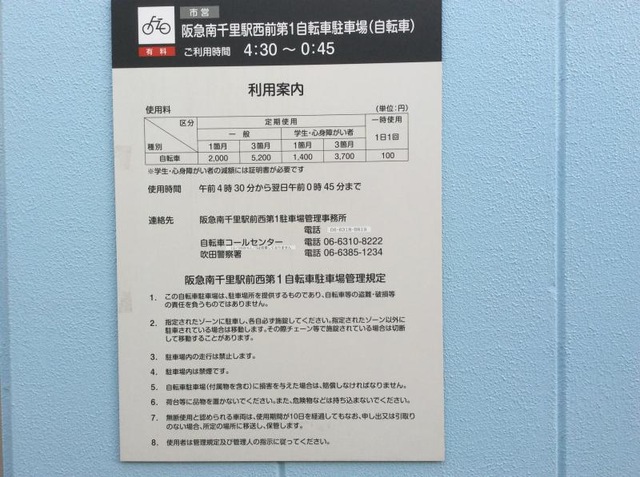 市営
阪急南千里駅西前第1自転車駐車場(自転車)
有料 ご利用時間 4:30 ～ 0:45
利用案内
使用料 (単位:円)
区分 定期使用 一時使用
一般 学生・心身障がい者 1日1回
種別 1箇月 3箇月 1箇月 3箇月
自転車 2,000 5,200 1,400 3,700 100
※学生・心身障がい者の減額には証明書が必要です
使用時間 午前4時30分から翌日午前0時45分まで
連絡先 阪急南千里駅前西第1駐車場管理事務所
電話
自転車コールセンター 電話 06-6310-8222
吹田警察署 電話 06-6385-1234
阪急南千里駅前西第1自転車駐車場管理規定
1. この自転車駐車場は、駐車場所を提供するものであり、自転車等の盗難・破損等
の責任を負うものではありません。
2. 指定されたゾーンに駐車し、各自必ず施錠してください。指定されたゾーン以外に
駐車されている場合は移動します。その際チェーン等で施錠されている場合は切断
して移動することがあります。
3. 駐車場内の走行は禁止します。
4. 駐車場内は禁煙です。
5. 自転車駐車場(付属物を含む)に損害を与えた場合は、賠償しなければなりません。
6. 荷台等に品物を置かないでください。また、危険物などは持ち込まないでください。
7. 無断使用と認められる車両は、使用期間が10日を経過してもなお、申し出又は引取り
のない場合、所定の場所に移送し、保管します。
8. 使用者は管理規定及び管理人の指示に従ってください。